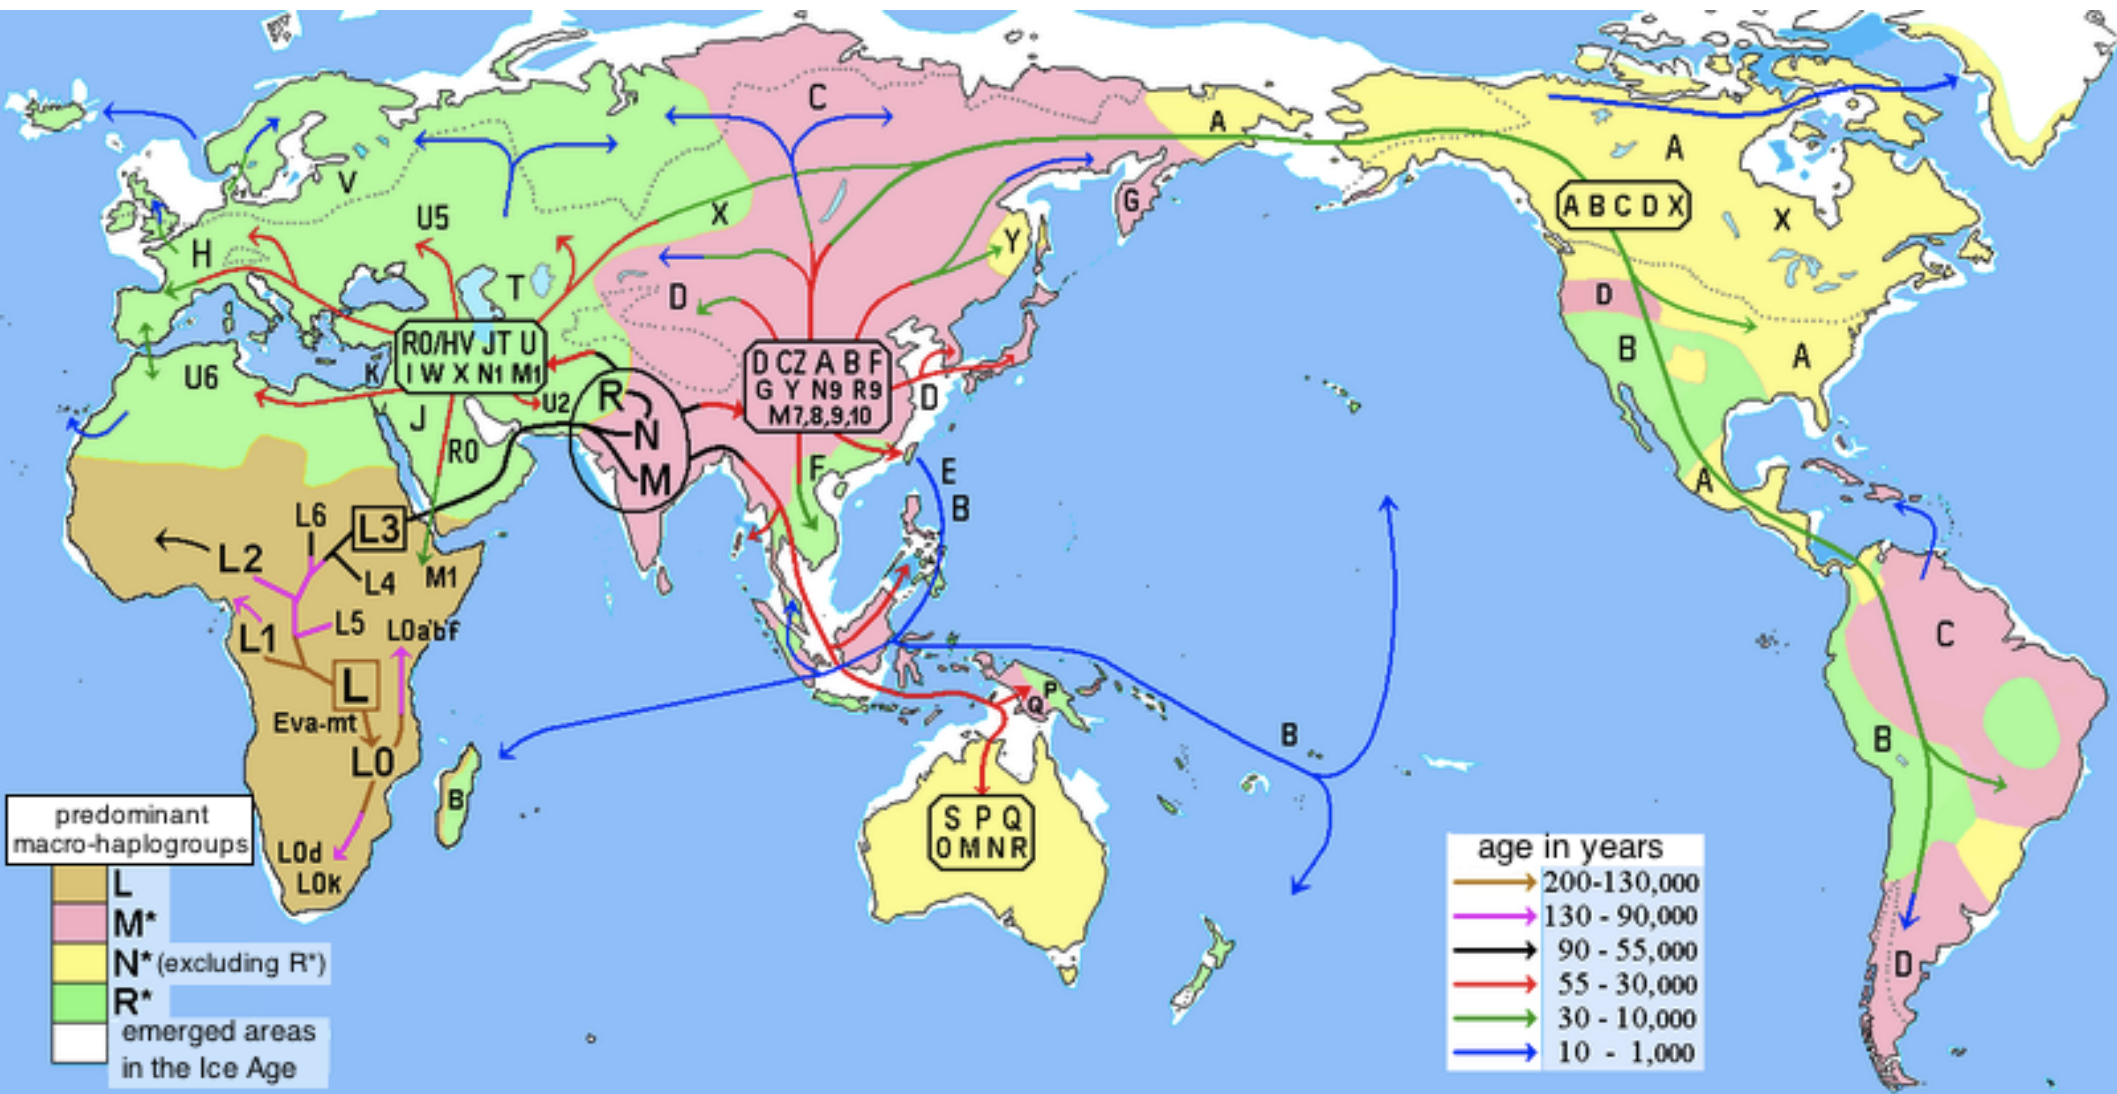 C
A
A
V
X
G
A B C D X
X
U5
H
Y
T
D
D
R0/HV JT U
I W X N1 M1
D CZ A B F
G Y N9 R9
M7,8,9,10
B
A
K
U6
U2
R
D
J
N
R0
M
F
E
B
A
L6
L3
L2
L4
M1
L5
L0a'b'f
L1
C
L
P
Q
Eva-mt
B
B
L0
B
S P Q
O M N R
L0d
L0k
D
predominant
macro-haplogroups
L
M*
N* (excluding R*)
R*
emerged areas
in the Ice Age
age in years
200-130,000
130 - 90,000
90 - 55,000
55 - 30,000
30 - 10,000
10 - 1,000